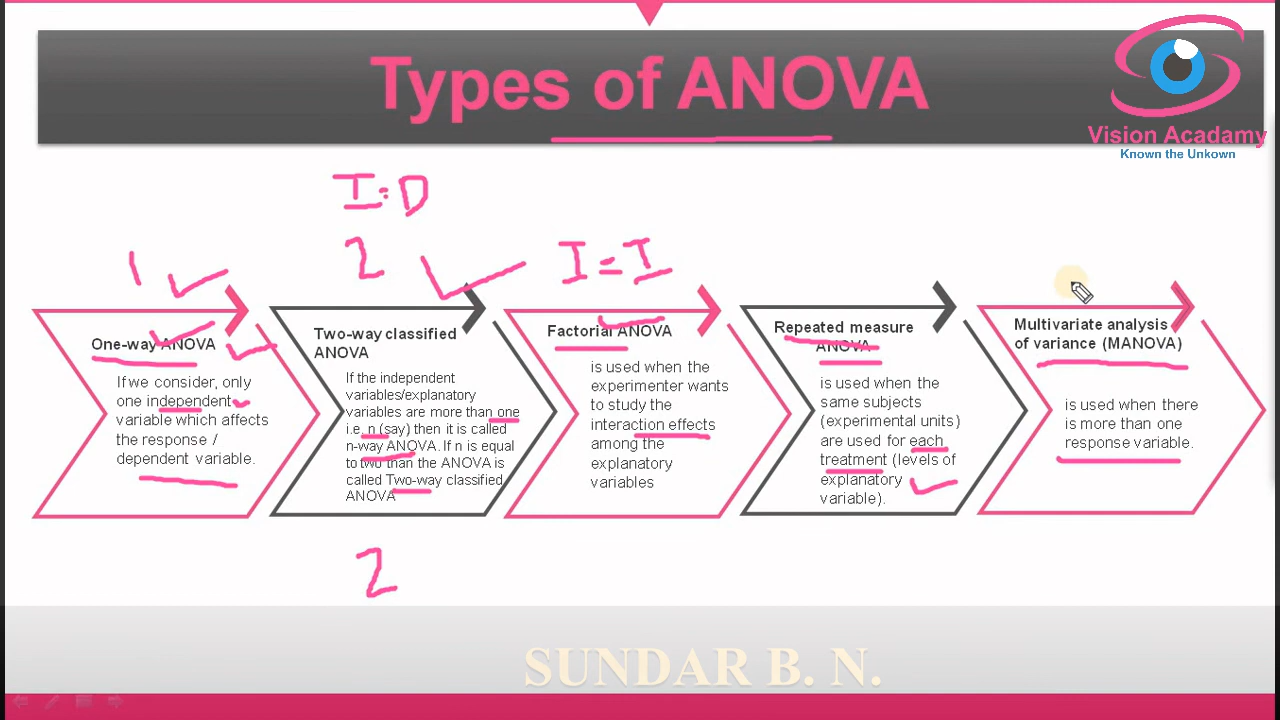 Types of ANOVA
Vision Acadamy
Known the Unkown
I=D
1
2
I=I
One-way ANOVA
If we consider, only
one independent
variable which affects
the response /
dependent variable.
Two-way classified
ANOVA
If the independent
variables/explanatory
variables are more than one
i.e. n (say) then it is called
n-way ANOVA. If n is equal
to two than the ANOVA is
called Two-way classified
ANOVA
Factorial ANOVA
is used when the
experimenter wants
to study the
interaction effects
among the
explanatory
variables
Repeated measure
ANOVA
is used when the
same subjects
(experimental units)
are used for each
treatment (levels of
explanatory
variable).
Multivariate analysis
of variance (MANOVA)
is used when there
is more than one
response variable.
2
SUNDAR B. N.